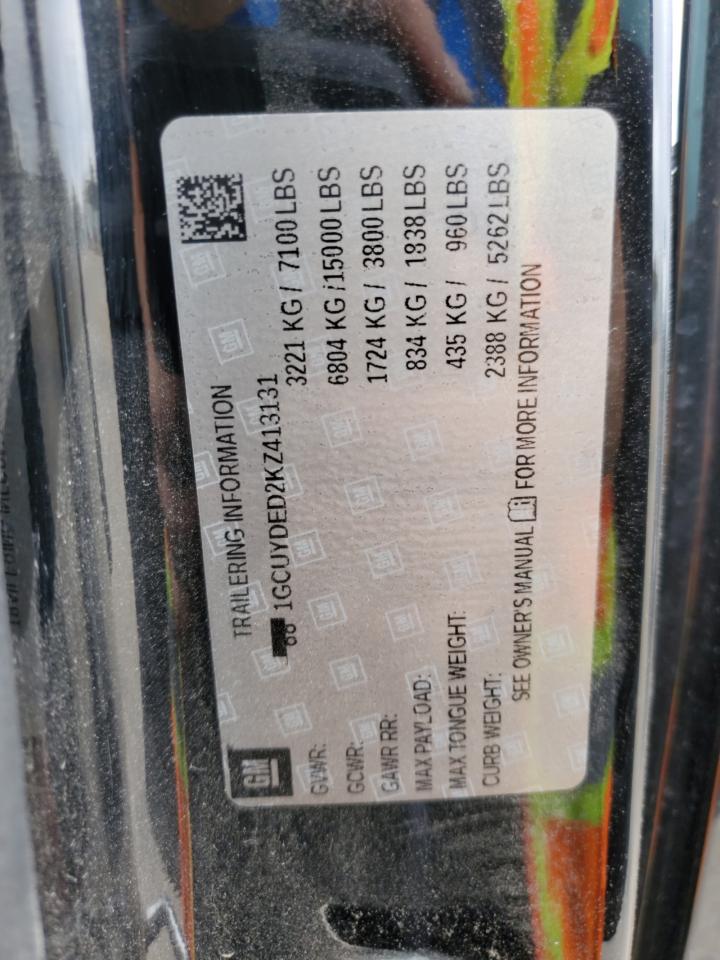 GM
TRAILERING INFORMATION
1GCUYDED2KZ413131
GVWR: 3221 KG / 7100 LBS
GCWR: 6804 KG / 15000 LBS
GAWR RR: 1724 KG / 3800 LBS
MAX PAYLOAD: 834 KG / 1838 LBS
MAX TONGUE WEIGHT: 435 KG / 960 LBS
CURB WEIGHT: 2388 KG / 5262 LBS
SEE OWNER'S MANUAL FOR MORE INFORMATION